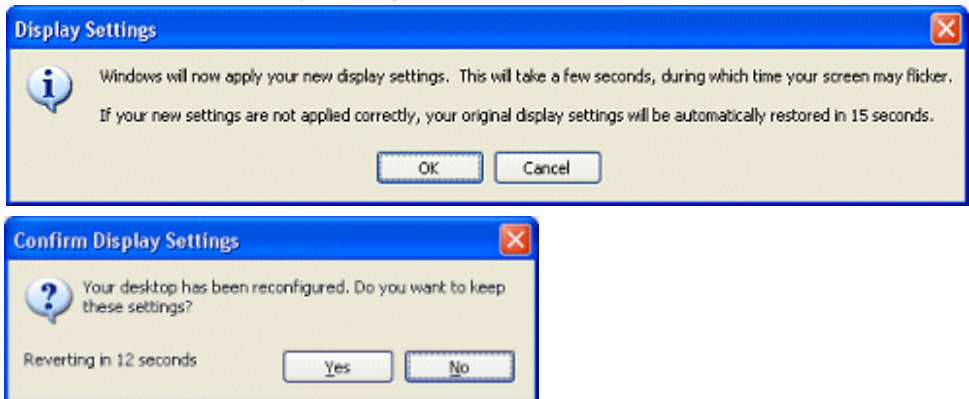 Display Settings
Windows will now apply your new display settings. This will take a few seconds, during which time your screen may flicker.
If your new settings are not applied correctly, your original display settings will be automatically restored in 15 seconds.
OK Cancel
Confirm Display Settings
Your desktop has been reconfigured. Do you want to keep
these settings?
Reverting in 12 seconds Yes No